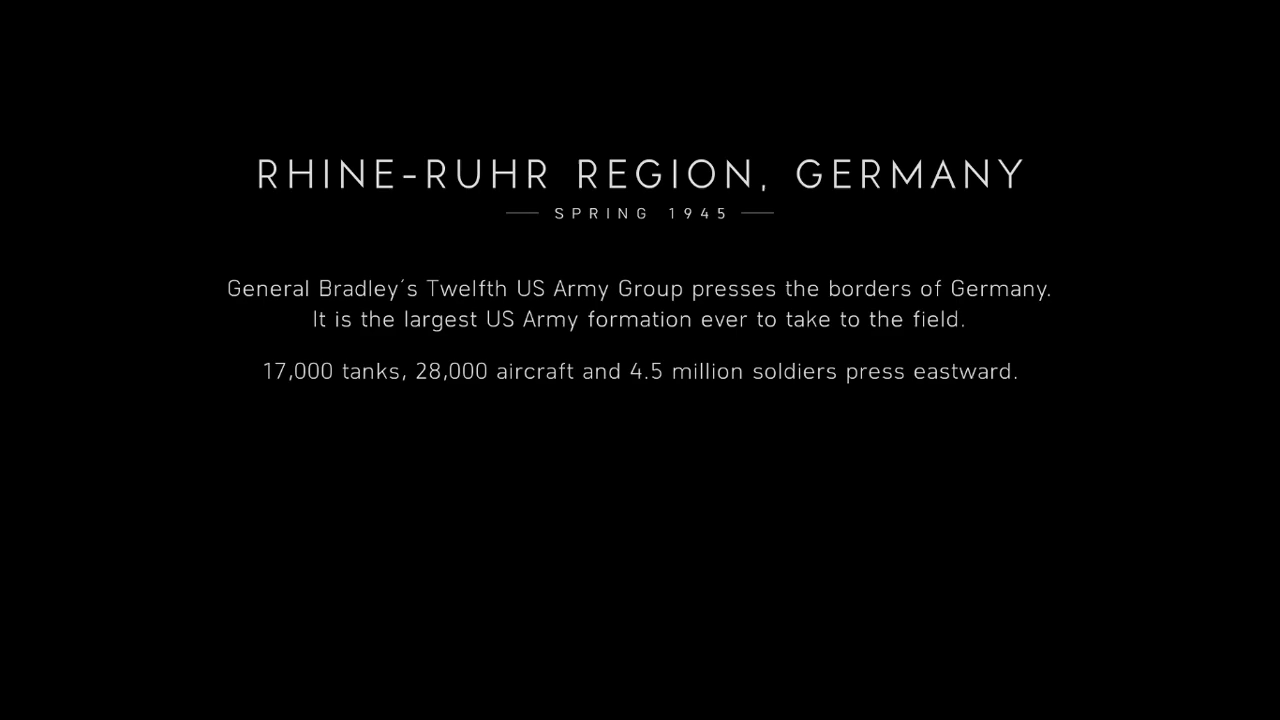 RHINE-RUHR REGION, GERMANY
SPRING 1945
General Bradley´s Twelfth US Army Group presses the borders of Germany.
It is the largest US Army formation ever to take to the field.
17,000 tanks, 28,000 aircraft and 4.5 million soldiers press eastward.